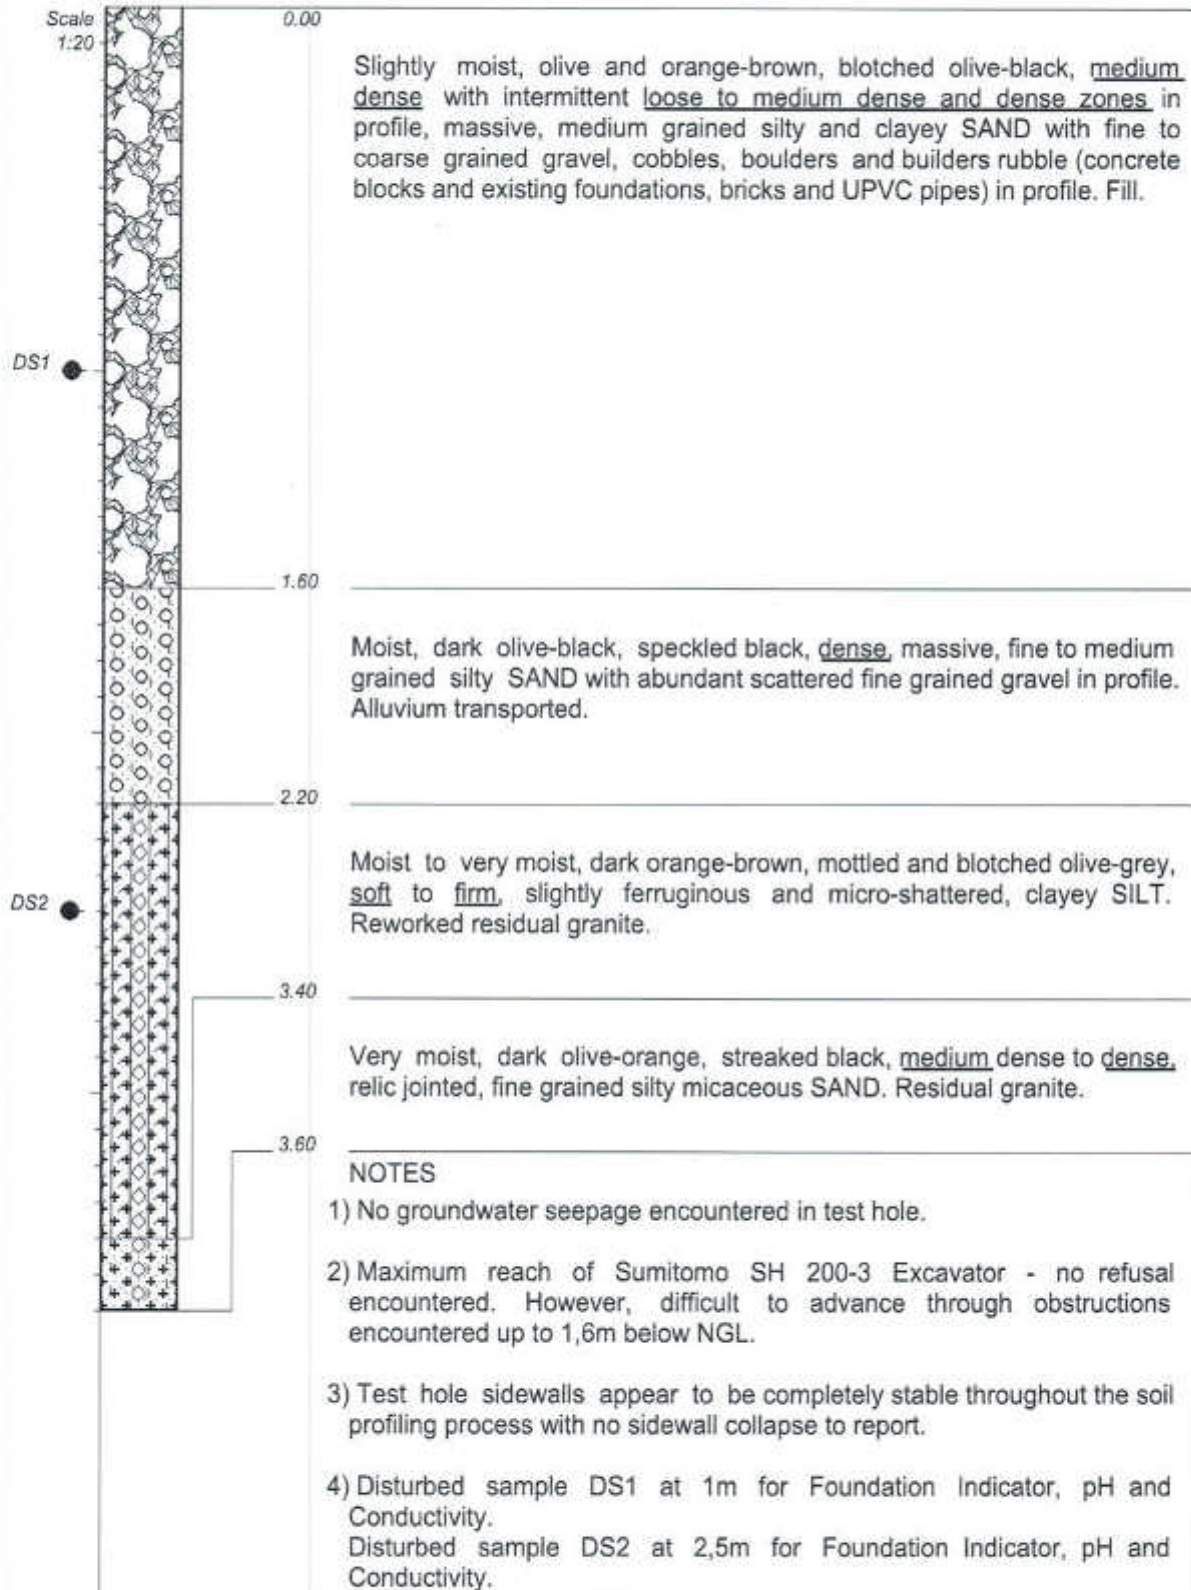 Scale
1:20
0.00
Slightly moist, olive and orange-brown, blotched olive-black, medium
dense with intermittent loose to medium dense and dense zones in
profile, massive, medium grained silty and clayey SAND with fine to
coarse grained gravel, cobbles, boulders and builders rubble (concrete
blocks and existing foundations, bricks and UPVC pipes) in profile. Fill.
DS1
1.60
Moist, dark olive-black, speckled black, dense, massive, fine to medium
grained silty SAND with abundant scattered fine grained gravel in profile.
Alluvium transported.
2.20
Moist to very moist, dark orange-brown, mottled and blotched olive-grey,
soft to firm, slightly ferruginous and micro-shattered, clayey SILT.
Reworked residual granite.
DS2
3.40
Very moist, dark olive-orange, streaked black, medium dense to dense,
relic jointed, fine grained silty micaceous SAND. Residual granite.
3.60
NOTES
1) No groundwater seepage encountered in test hole.
2) Maximum reach of Sumitomo SH 200-3 Excavator - no refusal
encountered. However, difficult to advance through obstructions
encountered up to 1,6m below NGL.
3) Test hole sidewalls appear to be completely stable throughout the soil
profiling process with no sidewall collapse to report.
4) Disturbed sample DS1 at 1m for Foundation Indicator, pH and
Conductivity.
Disturbed sample DS2 at 2,5m for Foundation Indicator, pH and
Conductivity.